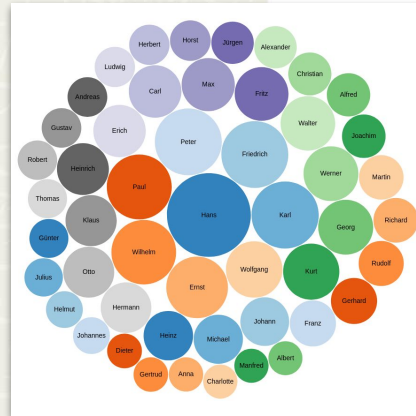 Herbert
Horst
Jürgen
Alexander
Ludwig
Christian
Andreas
Carl
Max
Fritz
Alfred
Gustav
Erich
Peter
Friedrich
Walter
Joachim
Robert
Heinrich
Paul
Werner
Martin
Thomas
Klaus
Hans
Karl
Georg
Richard
Günter
Wilhelm
Wolfgang
Kurt
Rudolf
Julius
Otto
Ernst
Gerhard
Helmut
Hermann
Johann
Franz
Johannes
Heinz
Michael
Dieter
Albert
Gertrud
Anna
Charlotte
Manfred